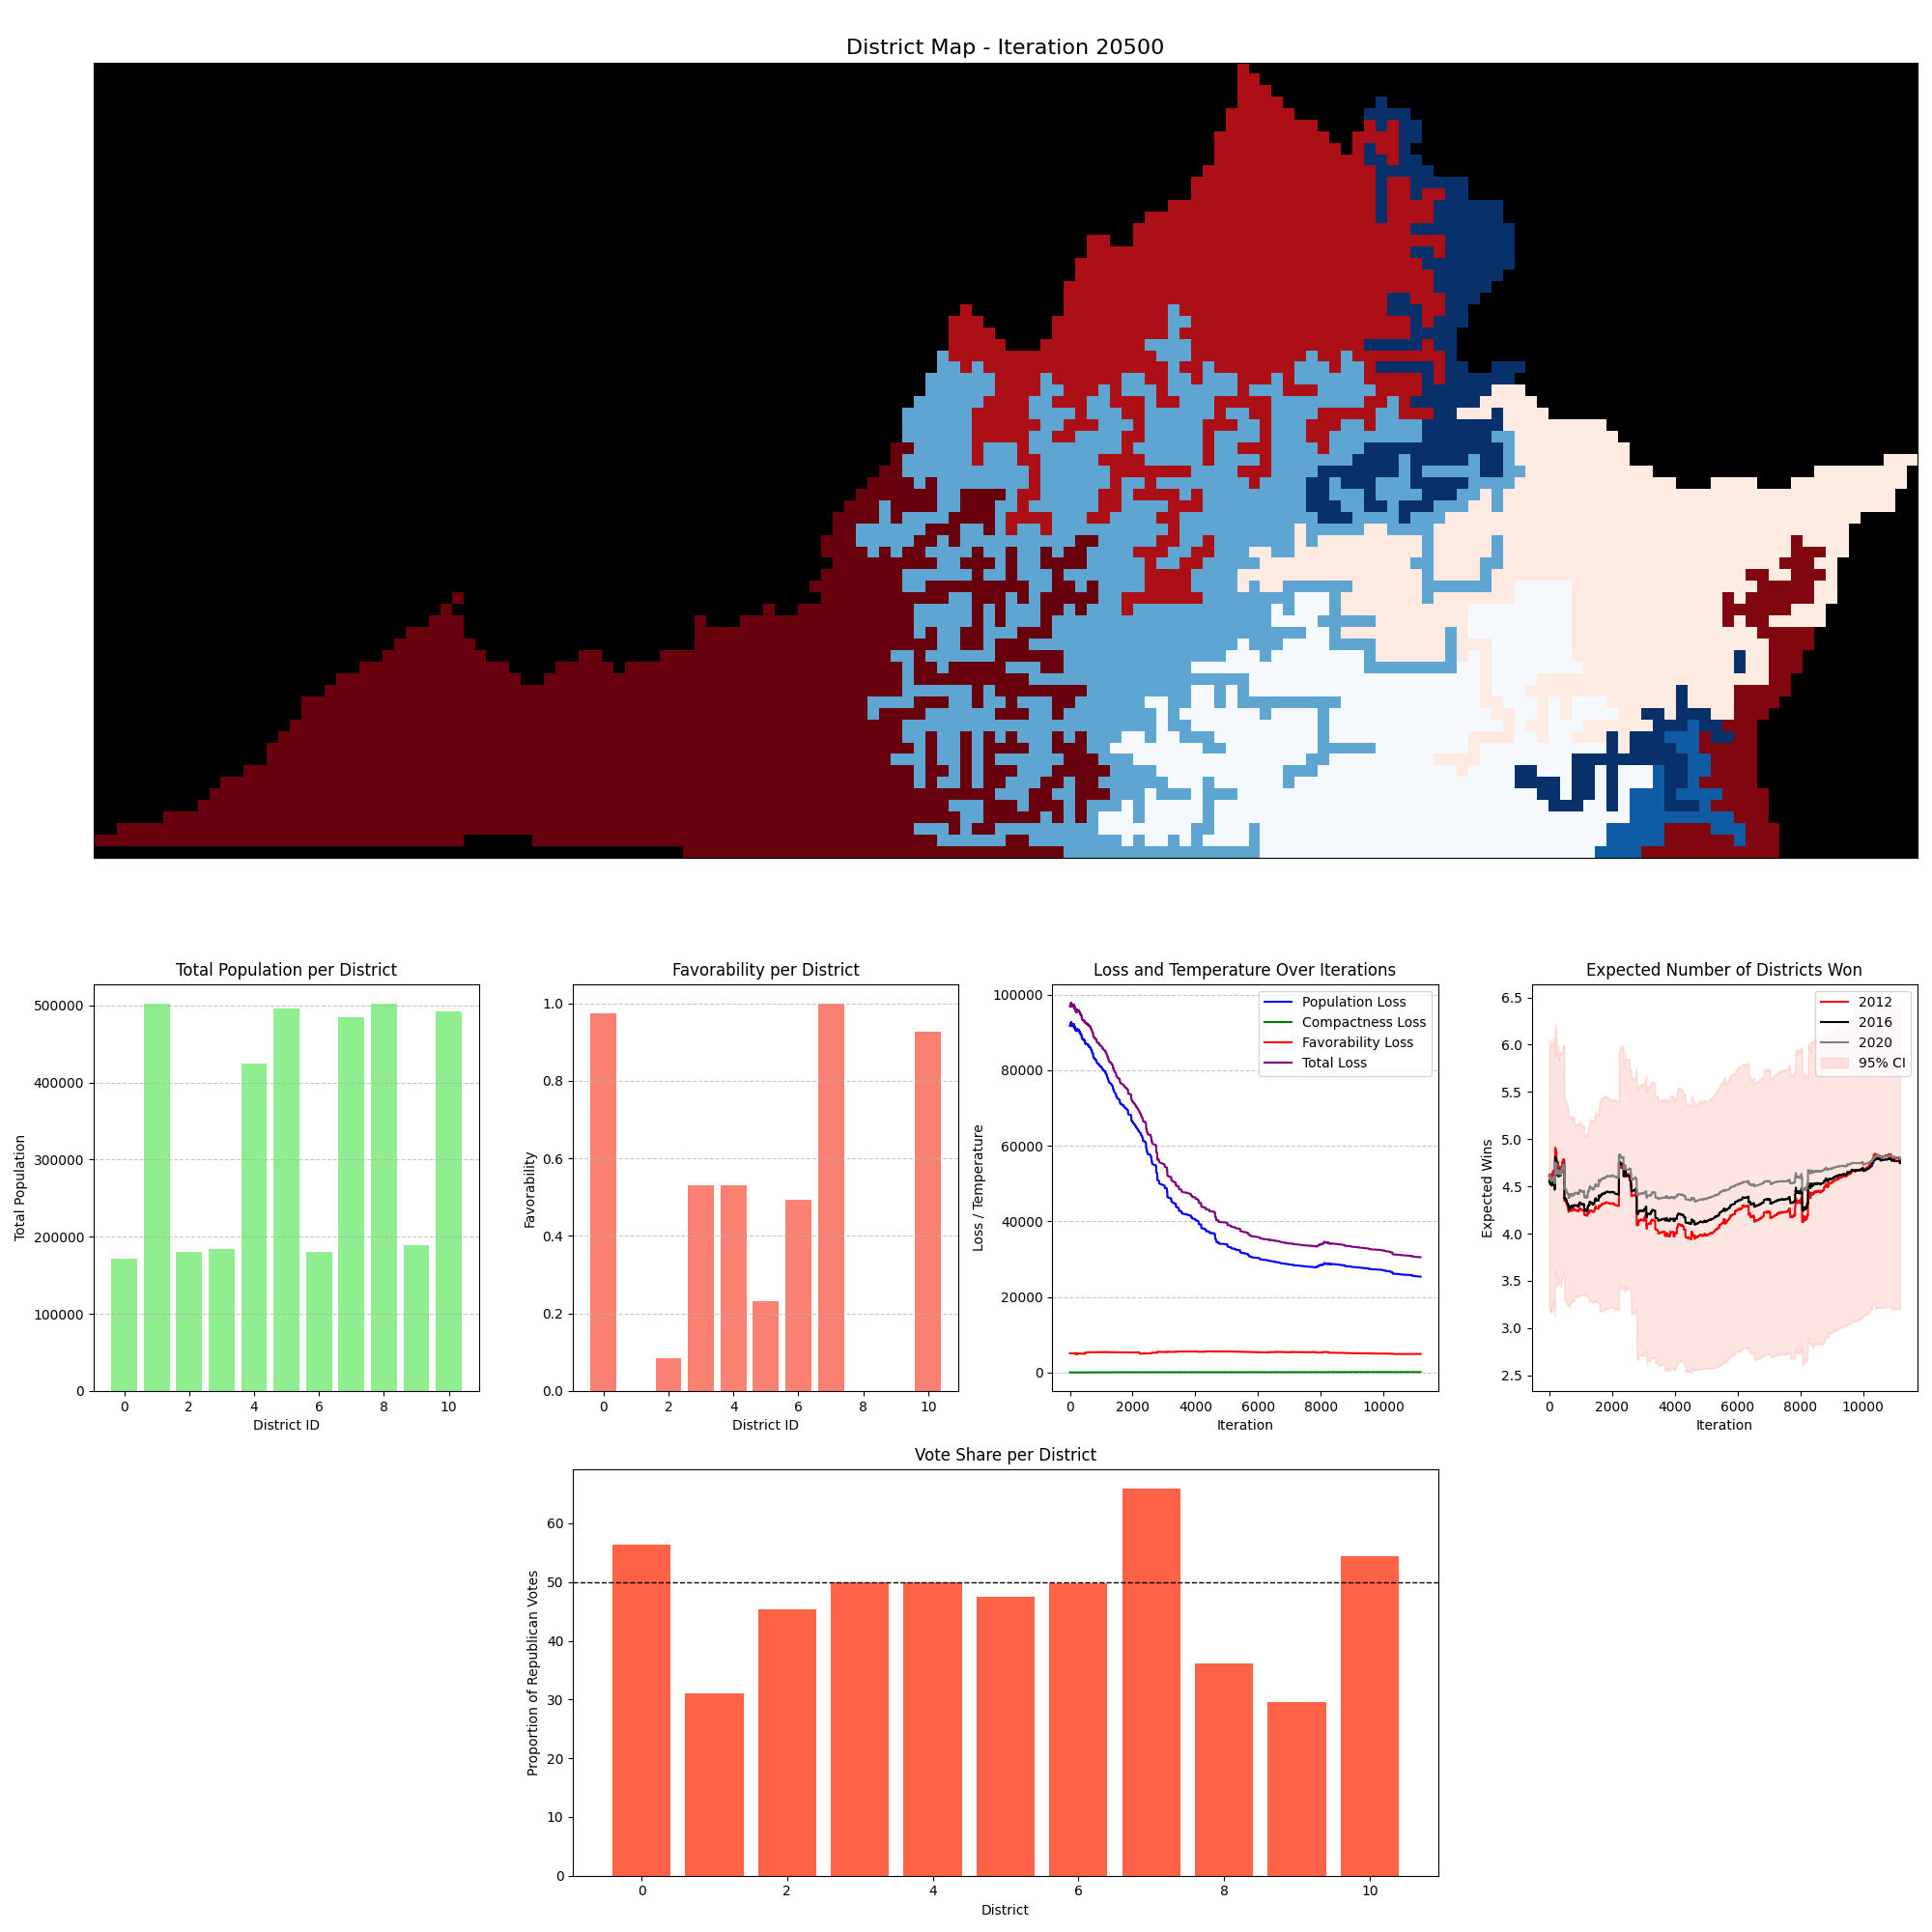 District Map - Iteration 20500
Total Population per District
Total Population
500000
400000
300000
200000
100000
0
0 2 4 6 8 10
District ID
Favorability per District
Favorability
1.0
0.8
0.6
0.4
0.2
0.0
0 2 4 6 8 10
District ID
Loss and Temperature Over Iterations
Loss / Temperature
100000
80000
60000
40000
20000
0
Population Loss
Compactness Loss
Favorability Loss
Total Loss
0 2000 4000 6000 8000 10000
Iteration
Expected Number of Districts Won
Expected Wins
6.5
6.0
5.5
5.0
4.5
4.0
3.5
3.0
2.5
2012
2016
2020
95% CI
0 2000 4000 6000 8000 10000
Iteration
Vote Share per District
Proportion of Republican Votes
60
50
40
30
20
10
0
0 2 4 6 8 10
District